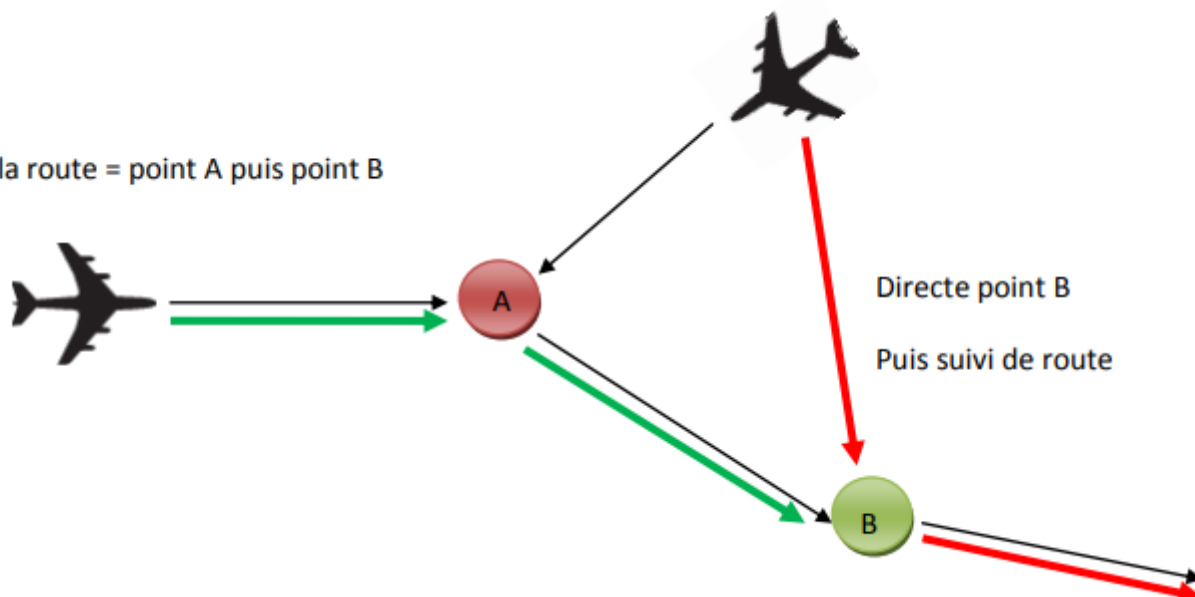 la route = point A puis point B
A
Directe point B
Puis suivi de route
B